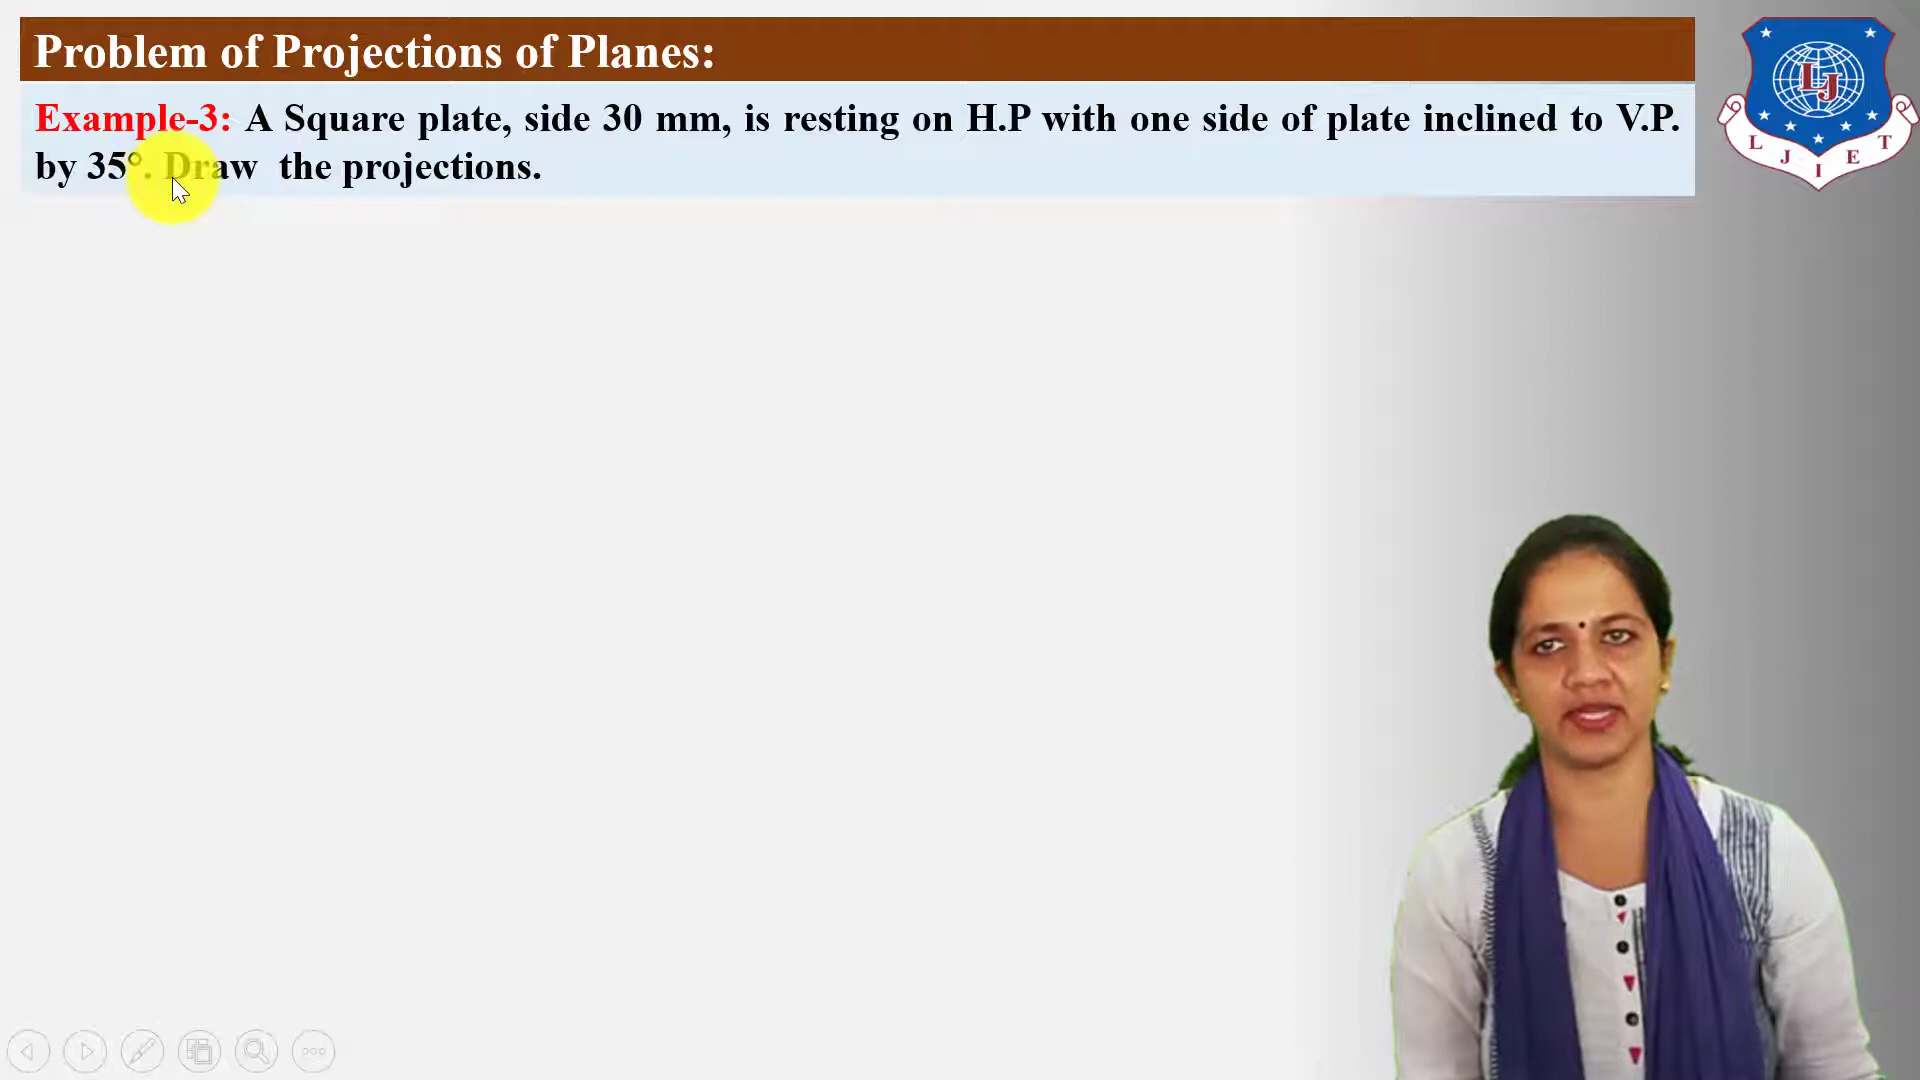 Problem of Projections of Planes:
Example-3: A Square plate, side 30 mm, is resting on H.P with one side of plate inclined to V.P.
by 35°. Draw the projections.
LJ
L J I E T